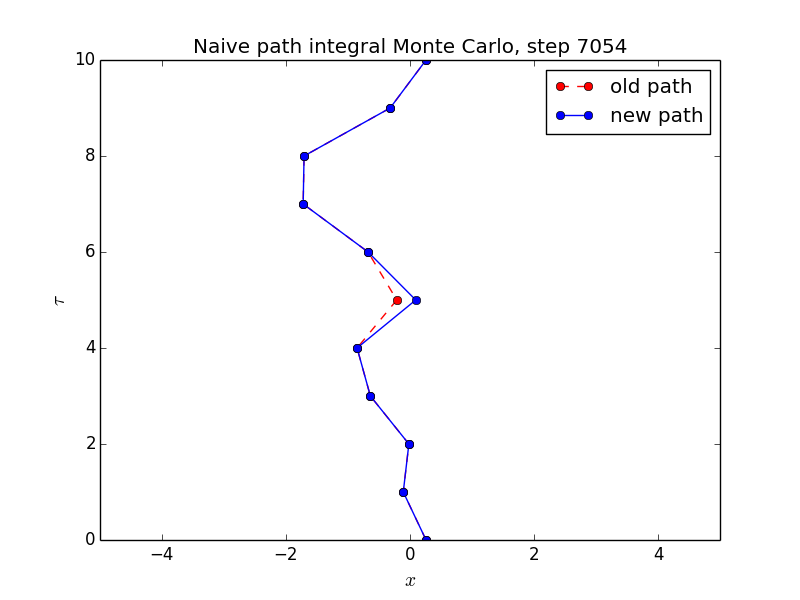 Naive path integral Monte Carlo, step 7054
10
old path
new path
8
6
τ
4
2
0
−4
−2
0
2
4
x